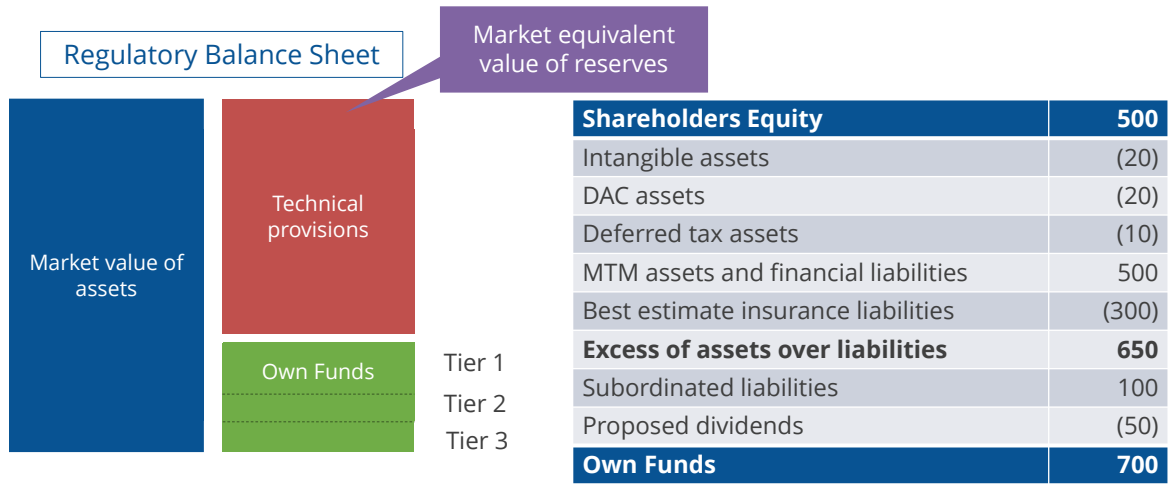 Regulatory Balance Sheet
Market equivalent
value of reserves
Market value of
assets
Technical
provisions
Own Funds
Tier 1
Tier 2
Tier 3
Shareholders Equity 500
Intangible assets (20)
DAC assets (20)
Deferred tax assets (10)
MTM assets and financial liabilities 500
Best estimate insurance liabilities (300)
Excess of assets over liabilities 650
Subordinated liabilities 100
Proposed dividends (50)
Own Funds 700